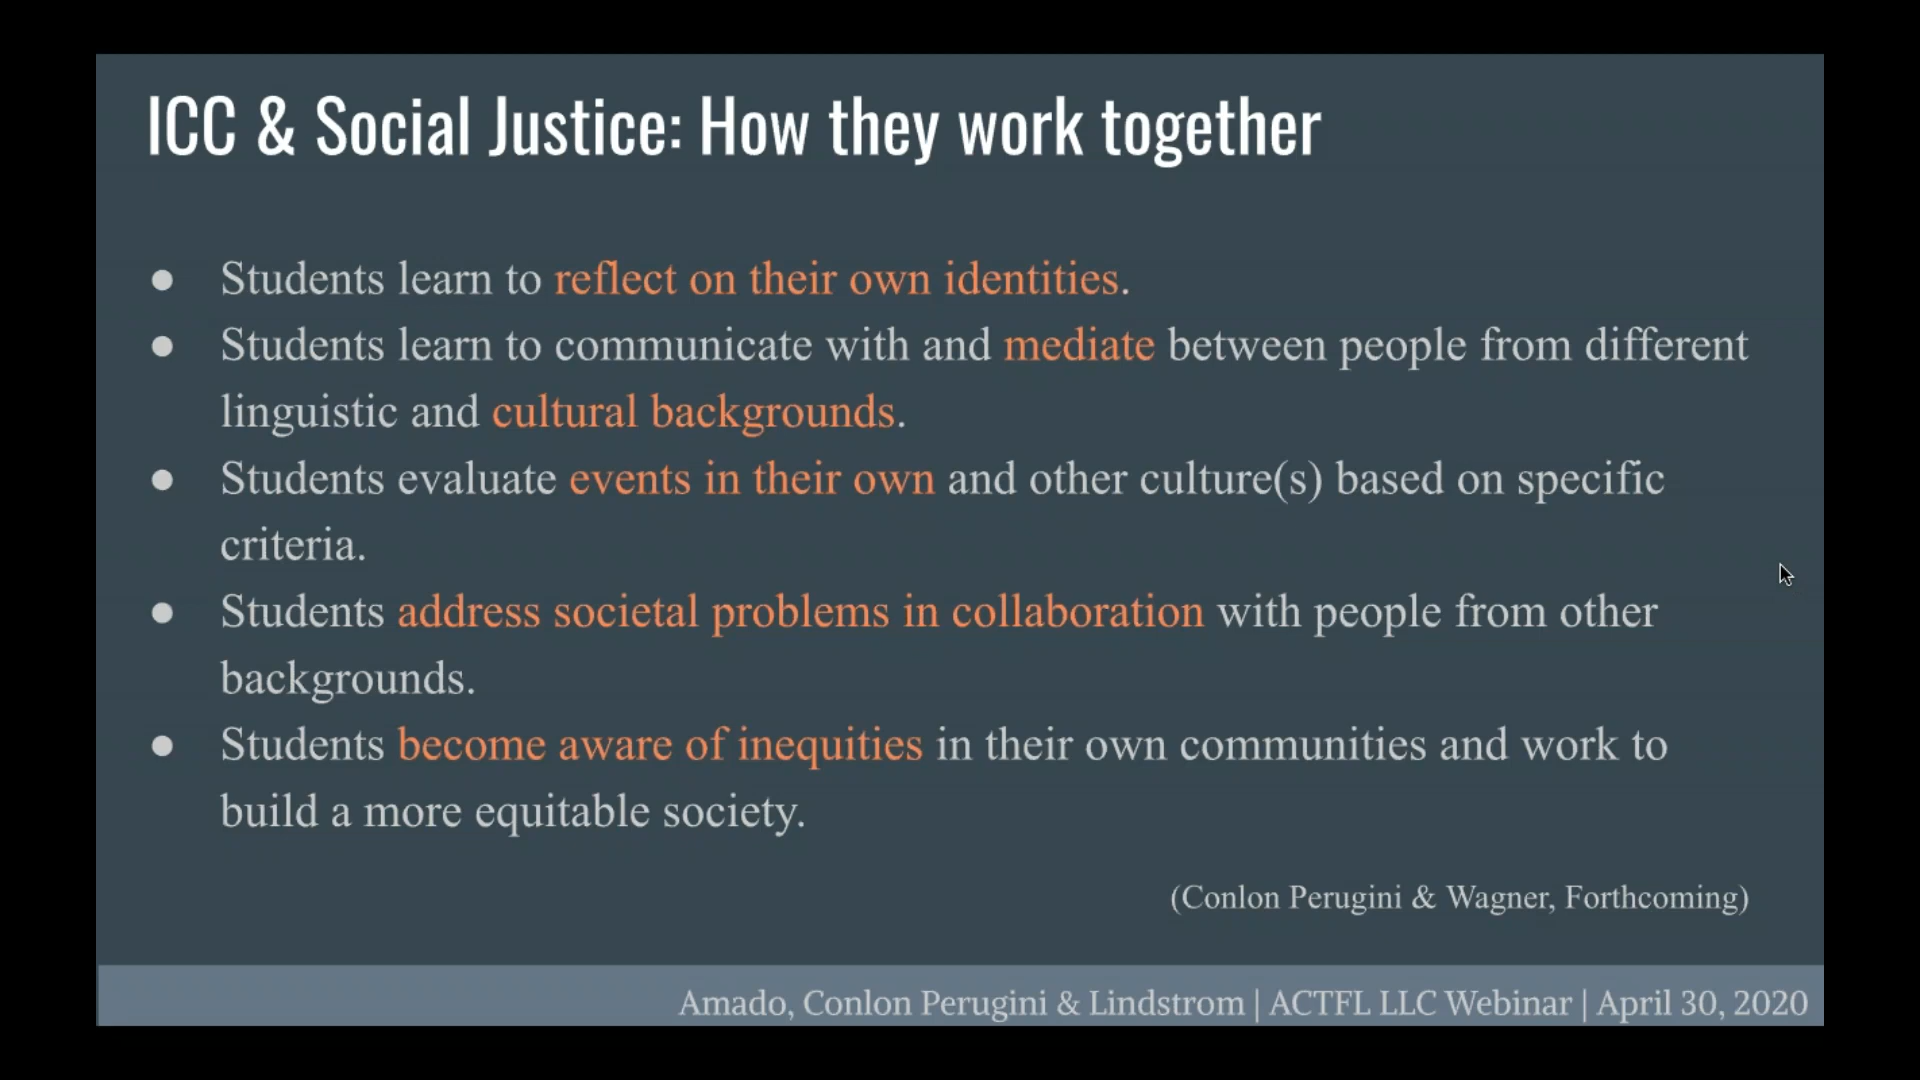 ICC & Social Justice: How they work together
● Students learn to reflect on their own identities.
● Students learn to communicate with and mediate between people from different
linguistic and cultural backgrounds.
● Students evaluate events in their own and other culture(s) based on specific
criteria.
● Students address societal problems in collaboration with people from other
backgrounds.
● Students become aware of inequities in their own communities and work to
build a more equitable society.
(Conlon Perugini & Wagner, Forthcoming)
Amado, Conlon Perugini & Lindstrom | ACTFL LLC Webinar | April 30, 2020